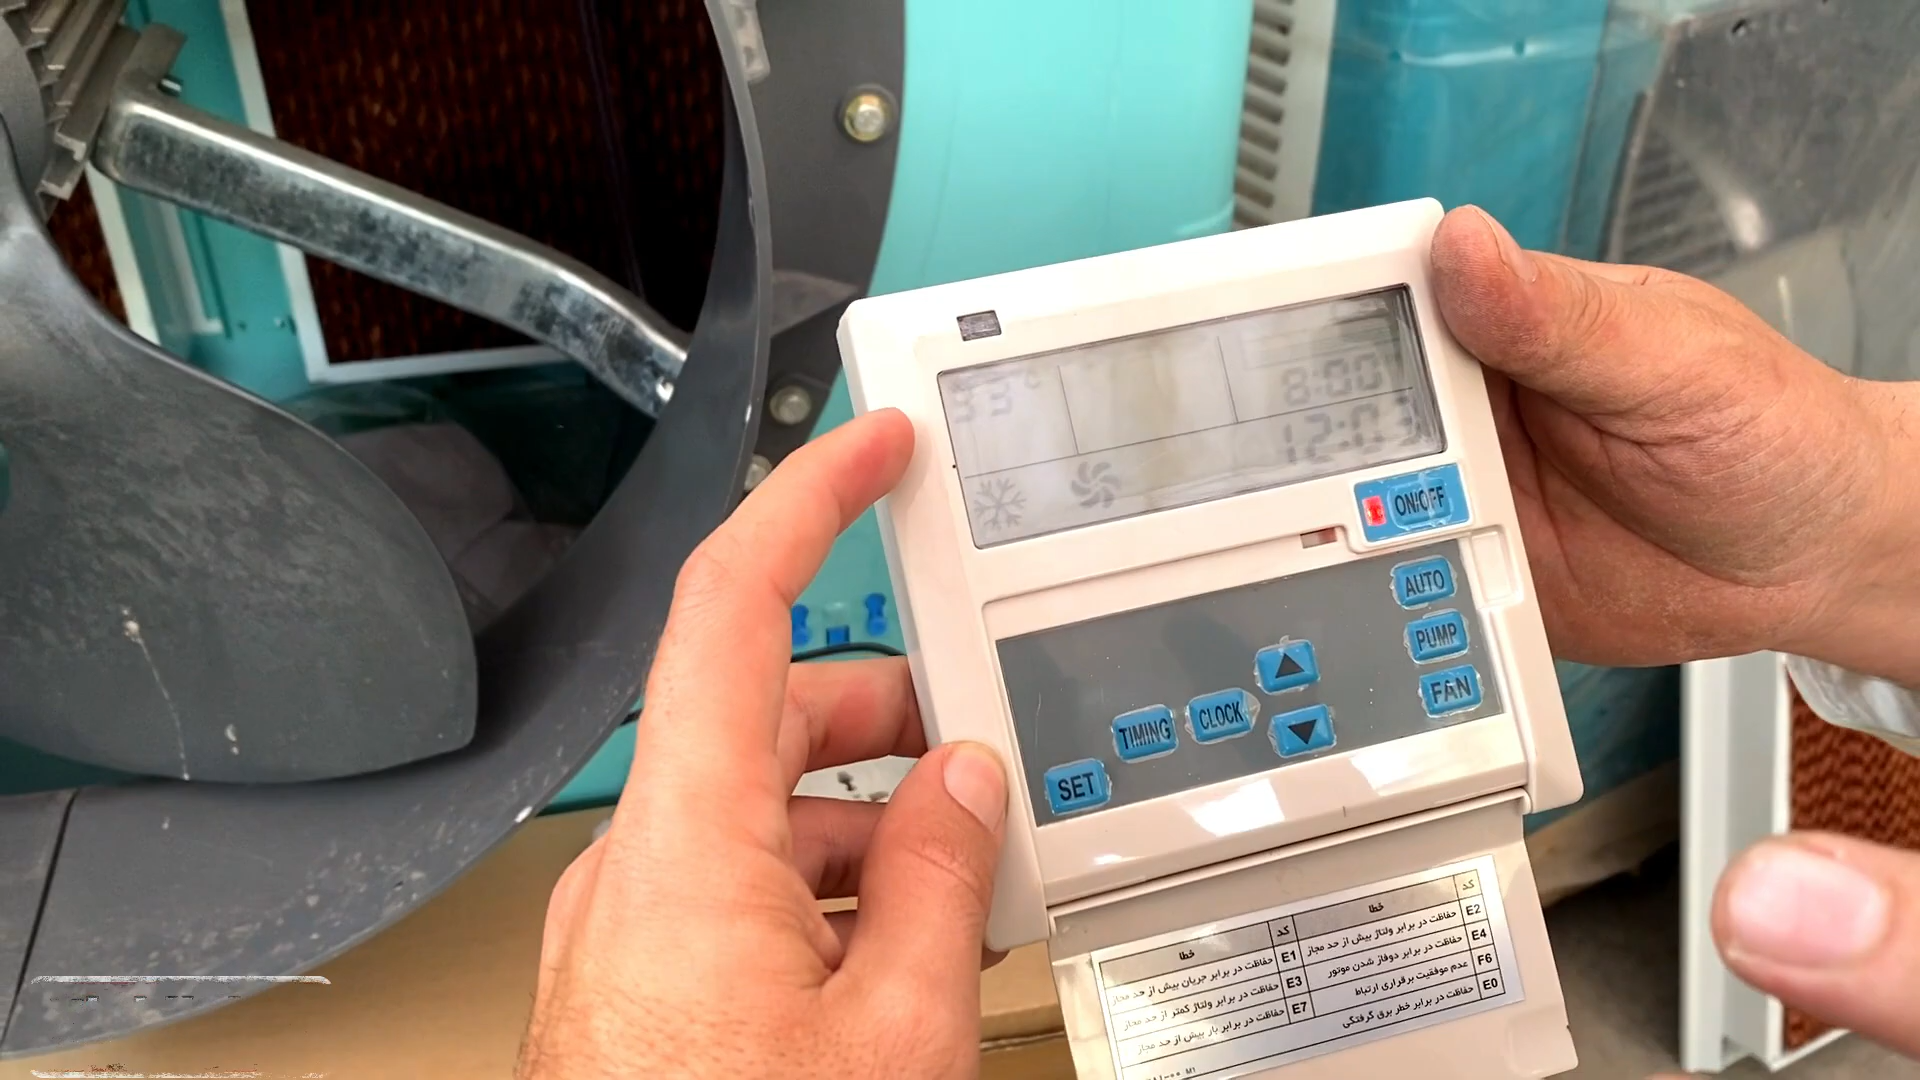 33°C
8:00
12:03
ON/OFF
AUTO
PUMP
FAN
TIMING
CLOCK
SET
کد خطا کد خطا
E2 حفاظت در برابر ولتاژ بیش از حد مجاز E1 حفاظت در برابر جریان بیش از حد مجاز
E4 حفاظت در برابر دوفاز شدن موتور E3 حفاظت در برابر ولتاژ کمتر از حد مجاز
F6 عدم موفقیت برقراری ارتباط E7 حفاظت در برابر بار بیش از حد مجاز
E0 حفاظت در برابر خطر برق گرفتگی
M1